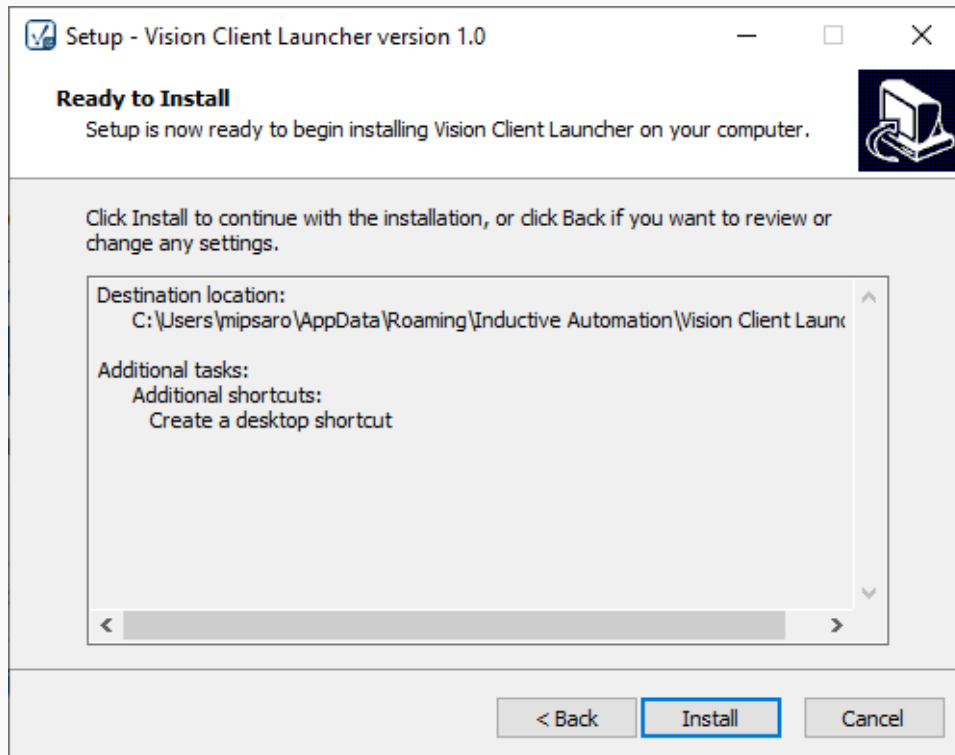 Setup - Vision Client Launcher version 1.0
Ready to Install
Setup is now ready to begin installing Vision Client Launcher on your computer.
Click Install to continue with the installation, or click Back if you want to review or
change any settings.
Destination location:
C:\Users\mipsaro\AppData\Roaming\Inductive Automation\Vision Client Launc
Additional tasks:
Additional shortcuts:
Create a desktop shortcut
< Back
Install
Cancel